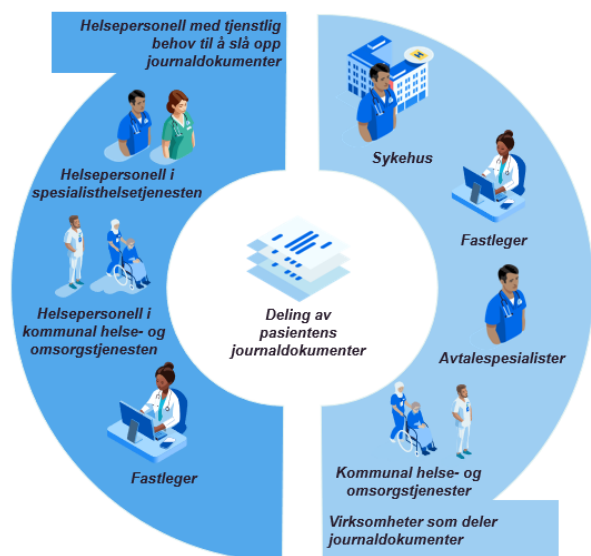 Helsepersonell med tjenstlig
behov til å slå opp
journaldokumenter
Helsepersonell i
spesialisthelsetjenesten
Helsepersonell i
kommunal helse- og
omsorgstjenesten
Fastleger
Deling av
pasientens
journaldokumenter
H
Sykehus
Fastleger
Avtalespesialister
Kommunal helse- og
omsorgstjenester
Virksomheter som deler
journaldokumenter